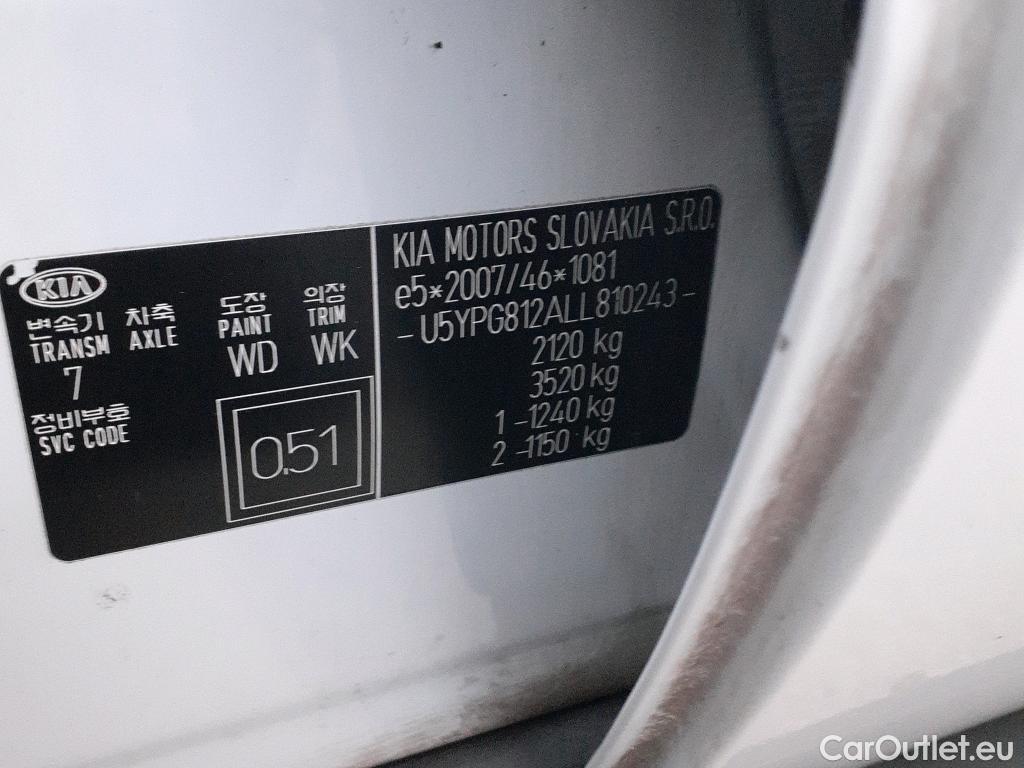 KIA
변속기 차축 도장 의장
TRANSM AXLE PAINT TRIM
7 WD WK
정비부호
SVC CODE
0.51
KIA MOTORS SLOVAKIA S.R.O.
e5*2007/46*1081
-U5YPG812ALL810243-
2120 kg
3520 kg
1 -1240 kg
2 -1150 kg
CarOutlet.eu